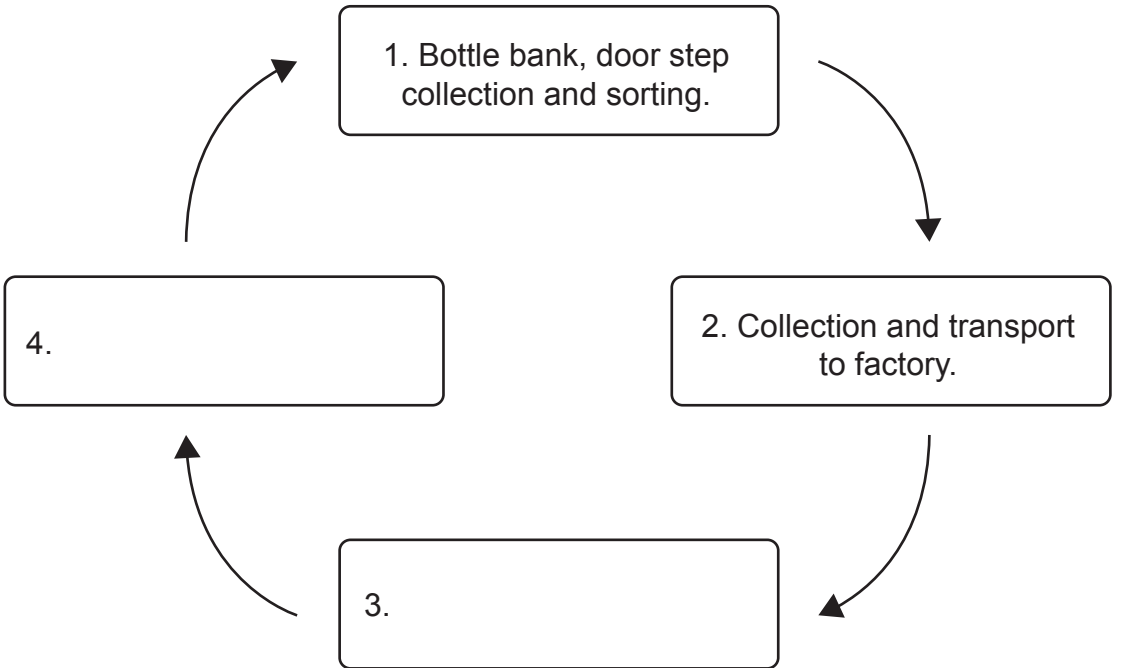 1. Bottle bank, door step
collection and sorting.
2. Collection and transport
to factory.
3.
4.